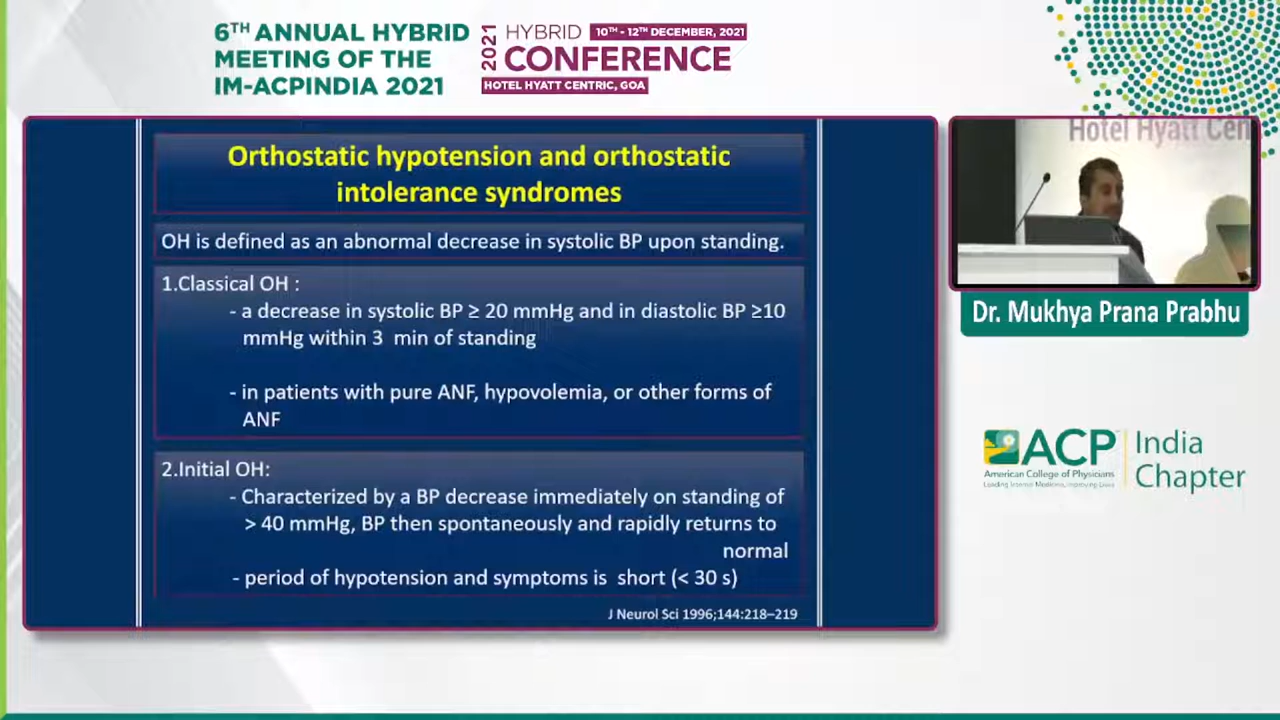 6TH ANNUAL HYBRID
MEETING OF THE
IM-ACPINDIA 2021
2021
HYBRID 10TH - 12TH DECEMBER, 2021
CONFERENCE
HOTEL HYATT CENTRIC, GOA
Orthostatic hypotension and orthostatic
intolerance syndromes
OH is defined as an abnormal decrease in systolic BP upon standing.
1.Classical OH :
- a decrease in systolic BP ≥ 20 mmHg and in diastolic BP ≥10
mmHg within 3 min of standing
- in patients with pure ANF, hypovolemia, or other forms of
ANF
2.Initial OH:
- Characterized by a BP decrease immediately on standing of
> 40 mmHg, BP then spontaneously and rapidly returns to
normal
- period of hypotension and symptoms is short (< 30 s)
J Neurol Sci 1996;144:218–219
Hotel Hyatt Cen
Dr. Mukhya Prana Prabhu
ACP
American College of Physicians
Leading Internal Medicine, Improving Lives
India
Chapter